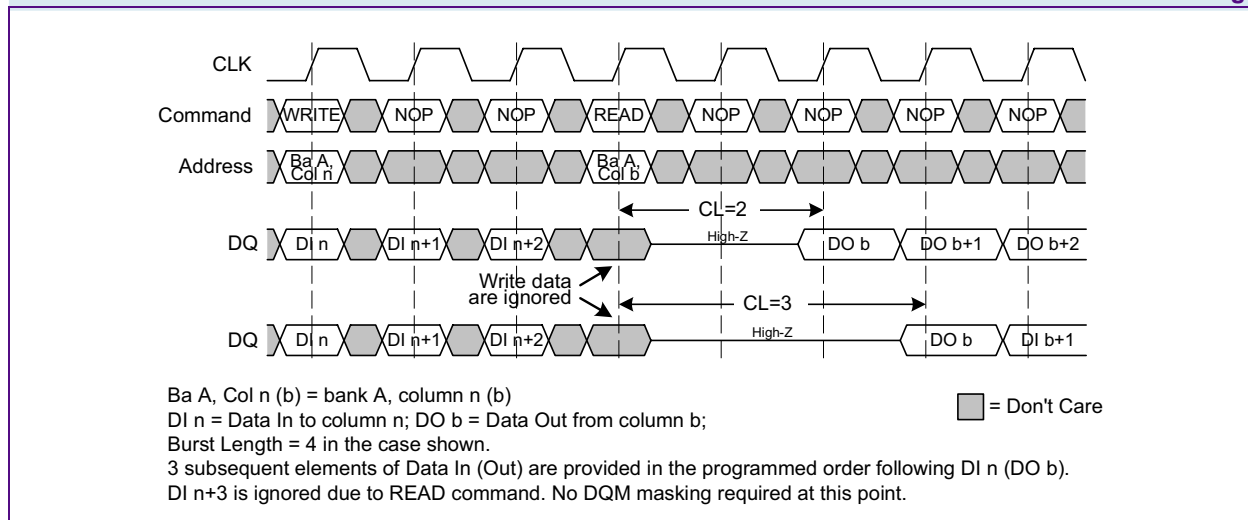 CLK
Command WRITE NOP NOP READ NOP NOP NOP NOP
Address Ba A, Col n Ba A, Col b
CL=2
DQ DI n DI n+1 DI n+2 High-Z DO b DO b+1 DO b+2
Write data
are ignored
CL=3
DQ DI n DI n+1 DI n+2 High-Z DO b DI b+1
Ba A, Col n (b) = bank A, column n (b)
= Don't Care
DI n = Data In to column n; DO b = Data Out from column b;
Burst Length = 4 in the case shown.
3 subsequent elements of Data In (Out) are provided in the programmed order following DI n (DO b).
DI n+3 is ignored due to READ command. No DQM masking required at this point.